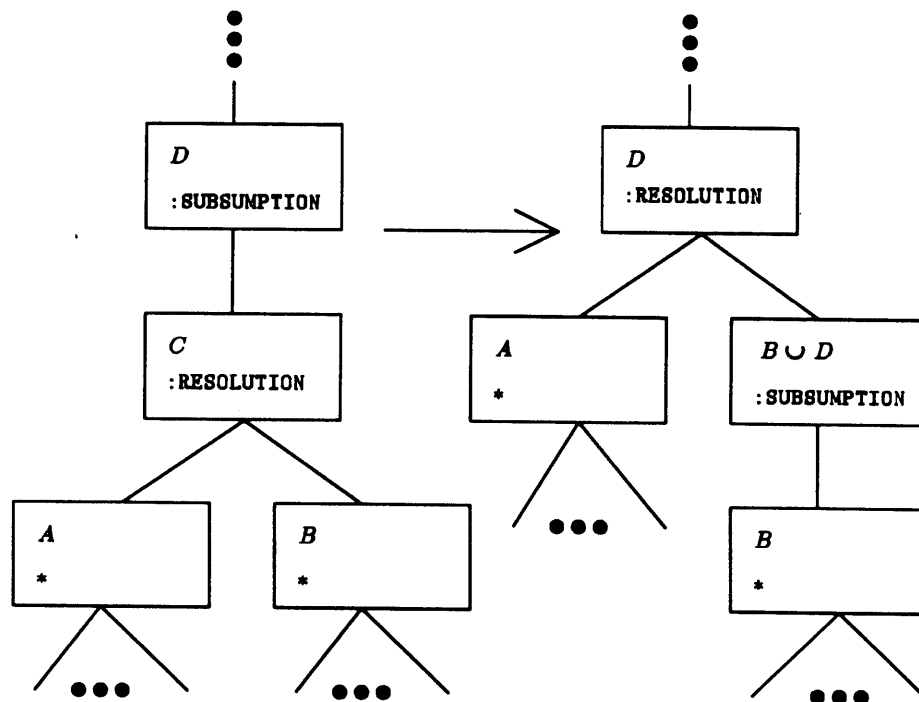 D
:SUBSUMPTION
C
:RESOLUTION
A
*
B
*
D
:RESOLUTION
A
*
B ∪ D
:SUBSUMPTION
B
*